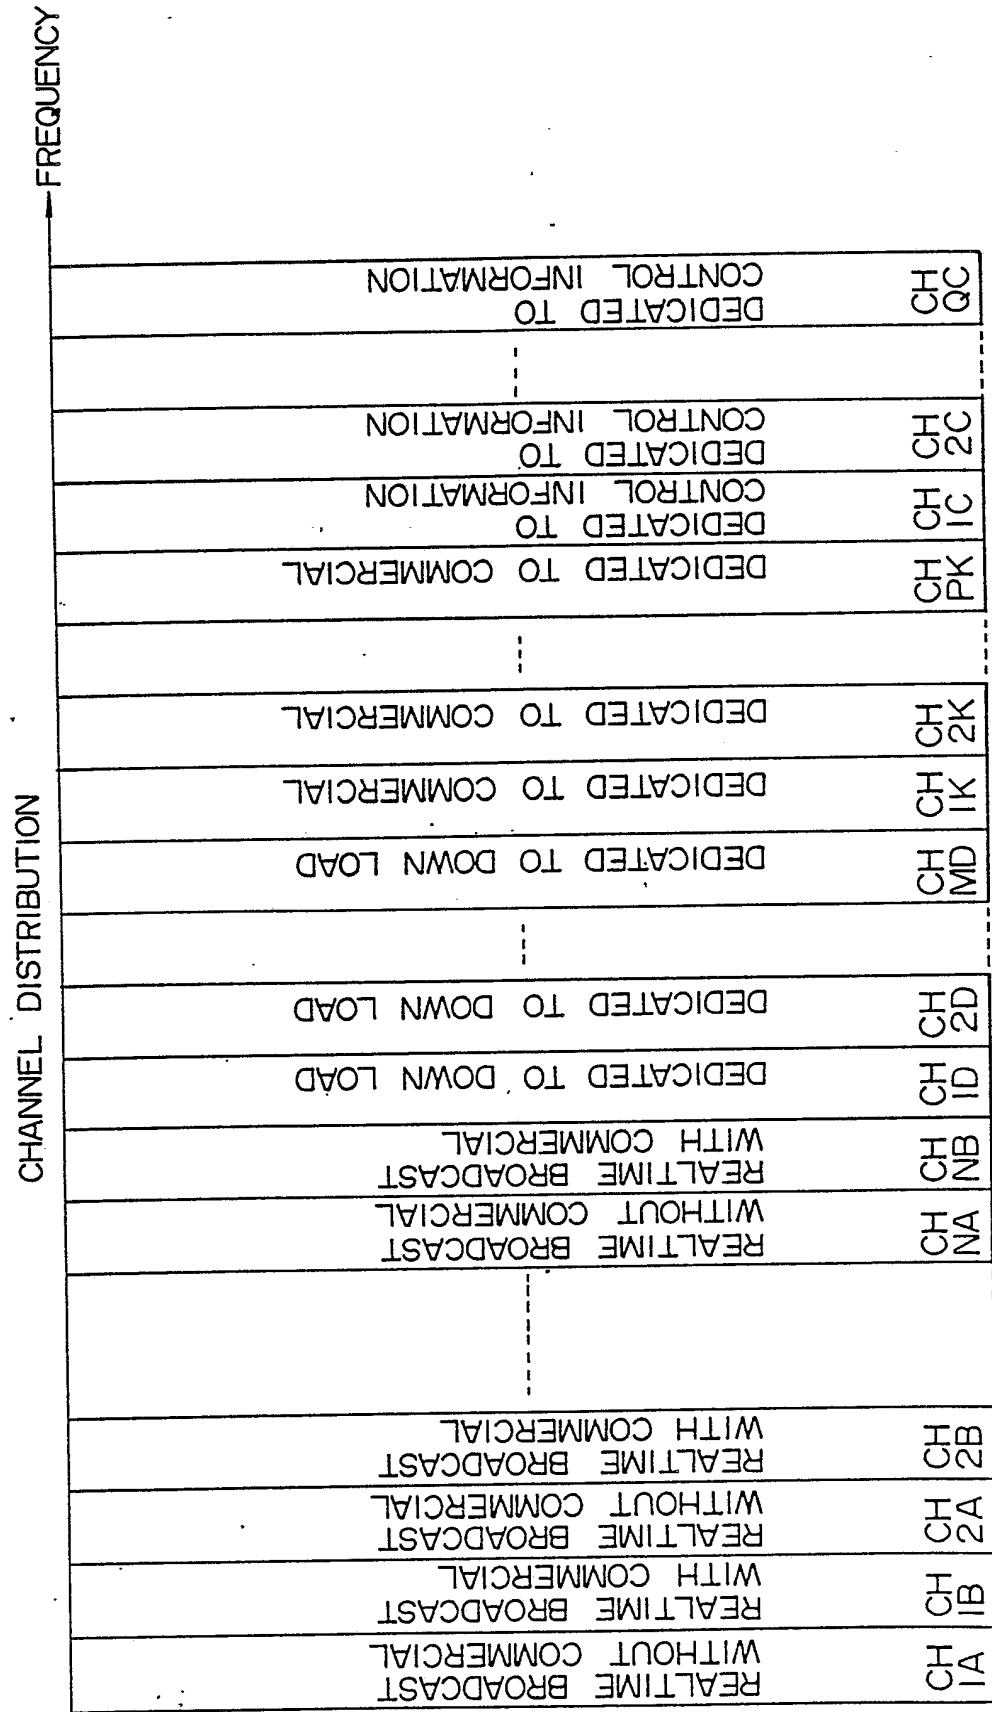 CHANNEL DISTRIBUTION
FREQUENCY
REALTIME BROADCAST
WITHOUT COMMERCIAL
CH
1A
REALTIME BROADCAST
WITH COMMERCIAL
CH
1B
REALTIME BROADCAST
WITHOUT COMMERCIAL
CH
2A
REALTIME BROADCAST
WITH COMMERCIAL
CH
2B
REALTIME BROADCAST
WITHOUT COMMERCIAL
CH
NA
REALTIME BROADCAST
WITH COMMERCIAL
CH
NB
DEDICATED TO DOWN LOAD
CH
1D
DEDICATED TO DOWN LOAD
CH
2D
DEDICATED TO DOWN LOAD
CH
MD
DEDICATED TO COMMERCIAL
CH
1K
DEDICATED TO COMMERCIAL
CH
2K
DEDICATED TO COMMERCIAL
CH
PK
DEDICATED TO
CONTROL INFORMATION
CH
1C
DEDICATED TO
CONTROL INFORMATION
CH
2C
DEDICATED TO
CONTROL INFORMATION
CH
QC